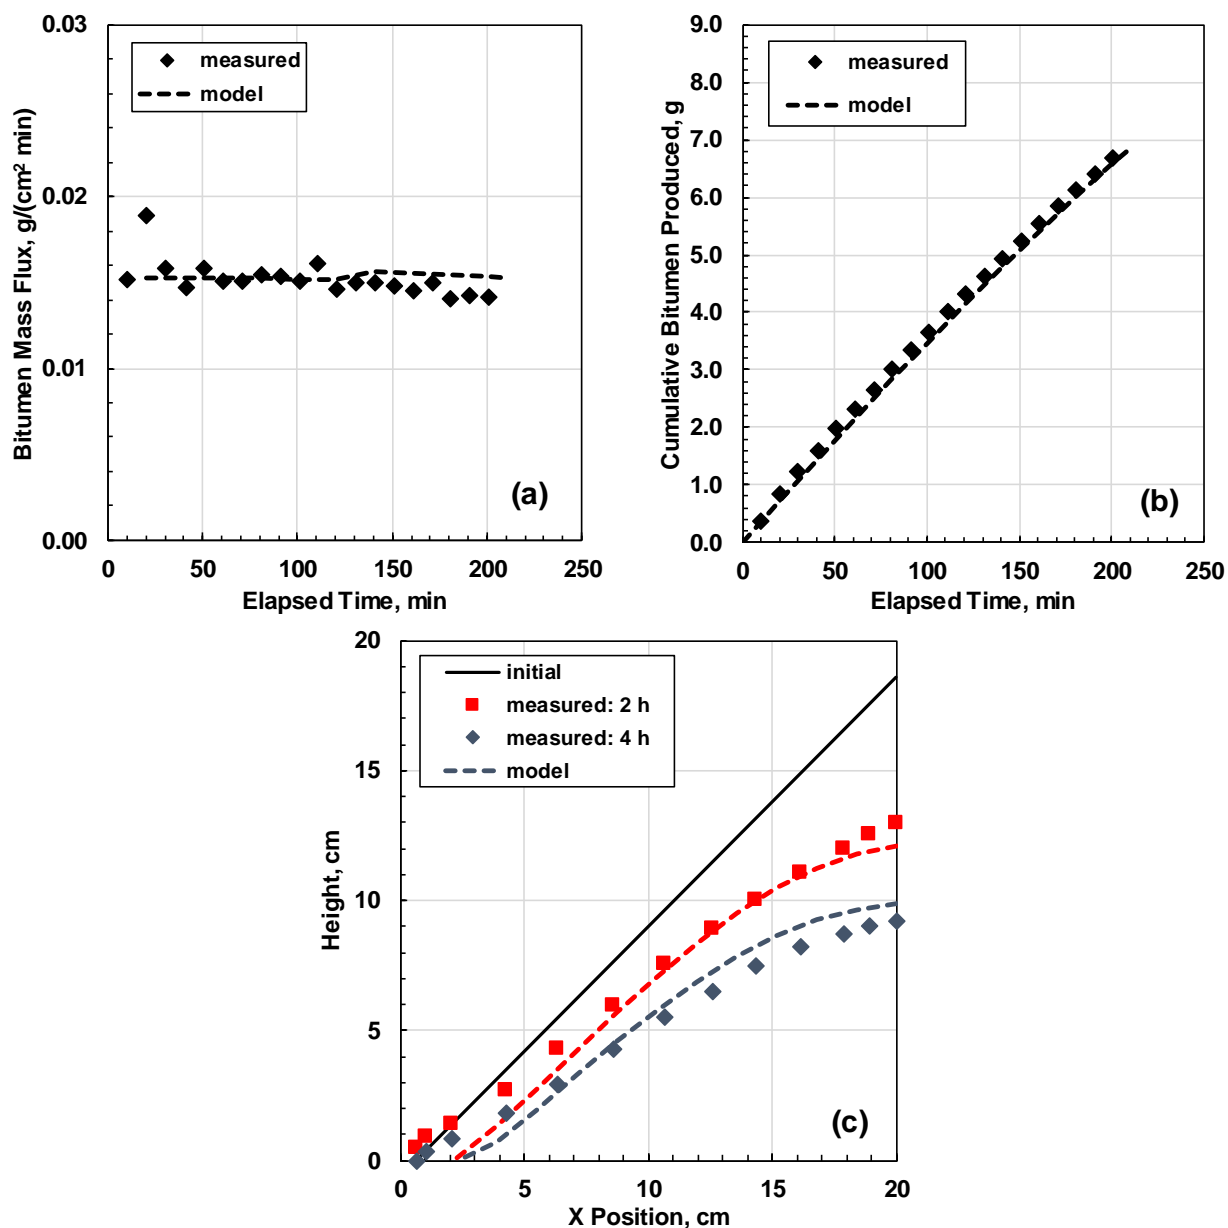 0.03
0.02
0.01
0.00
Bitumen Mass Flux, g/(cm² min)
measured
model
(a)
0 50 100 150 200 250
Elapsed Time, min
9.0
8.0
7.0
6.0
5.0
4.0
3.0
2.0
1.0
0.0
Cumulative Bitumen Produced, g
measured
model
(b)
0 50 100 150 200 250
Elapsed Time, min
20
15
10
5
0
Height, cm
initial
measured: 2 h
measured: 4 h
model
(c)
0 5 10 15 20
X Position, cm